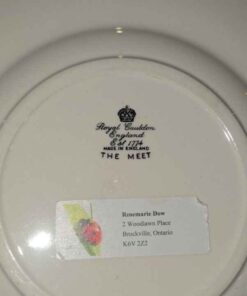 Royal Cauldon
England
Est 1774
MADE IN ENGLAND
THE MEET
Rosemarie Dow
2 Woodlawn Place
Brockville, Ontario
K6V 2Z2